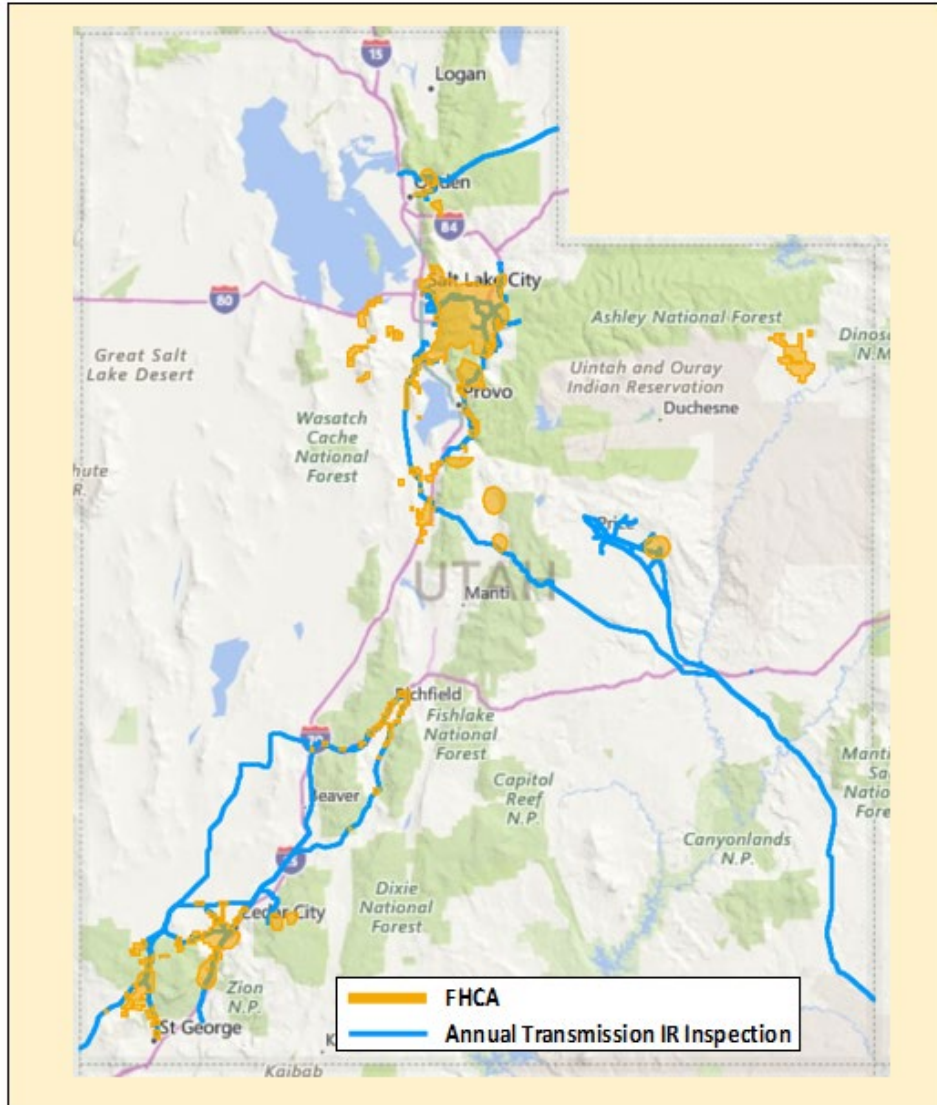 15
Logan
Ogden
84
Salt Lake City
80
Ashley National Forest
Great Salt
Lake Desert
Uintah and Ouray
Indian Reservation
Provo
Duchesne
Wasatch
Cache
National
Forest
Price
UTAH
Manti
Richfield
Fishlake
National
Forest
70
Capitol
Reef
N.P.
Beaver
Canyonlands
N.P.
Dixie
National
Forest
Cedar City
Zion
N.P.
St George
Kaibab
FHCA
Annual Transmission IR Inspection